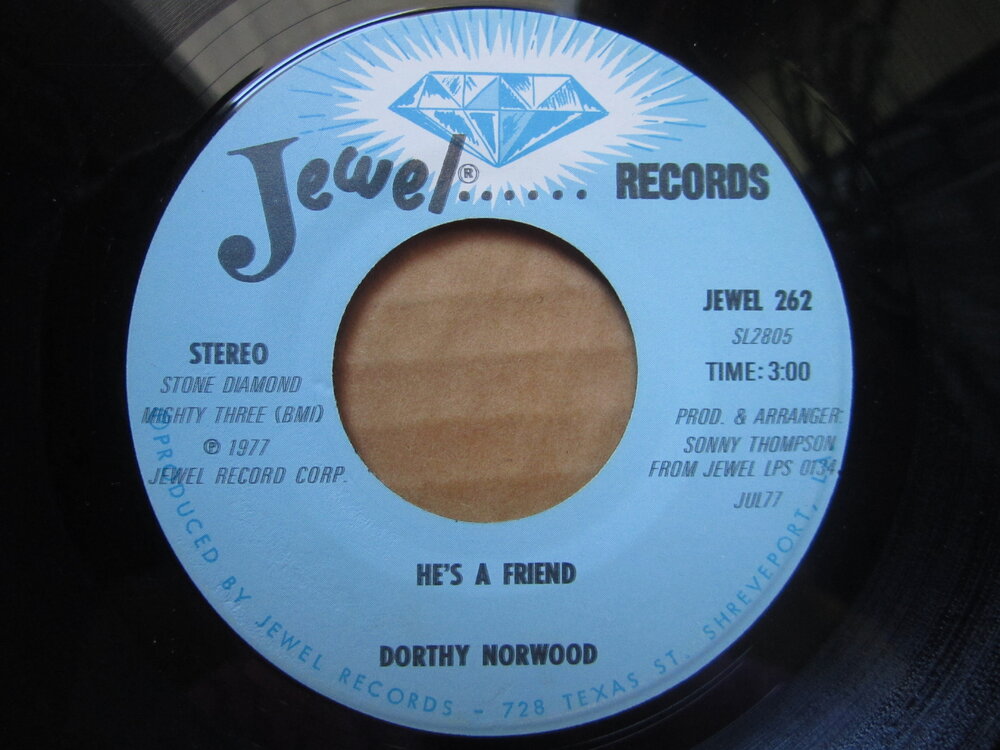 Jewel®...... RECORDS
JEWEL 262
SL2805
TIME: 3:00
STEREO
STONE DIAMOND
MIGHTY THREE (BMI)
℗ 1977
JEWEL RECORD CORP.
PROD. & ARRANGER:
SONNY THOMPSON
FROM JEWEL LPS 0134
JUL77
HE'S A FRIEND
DORTHY NORWOOD
PRODUCED BY JEWEL RECORDS - 728 TEXAS ST. SHREVEPORT,